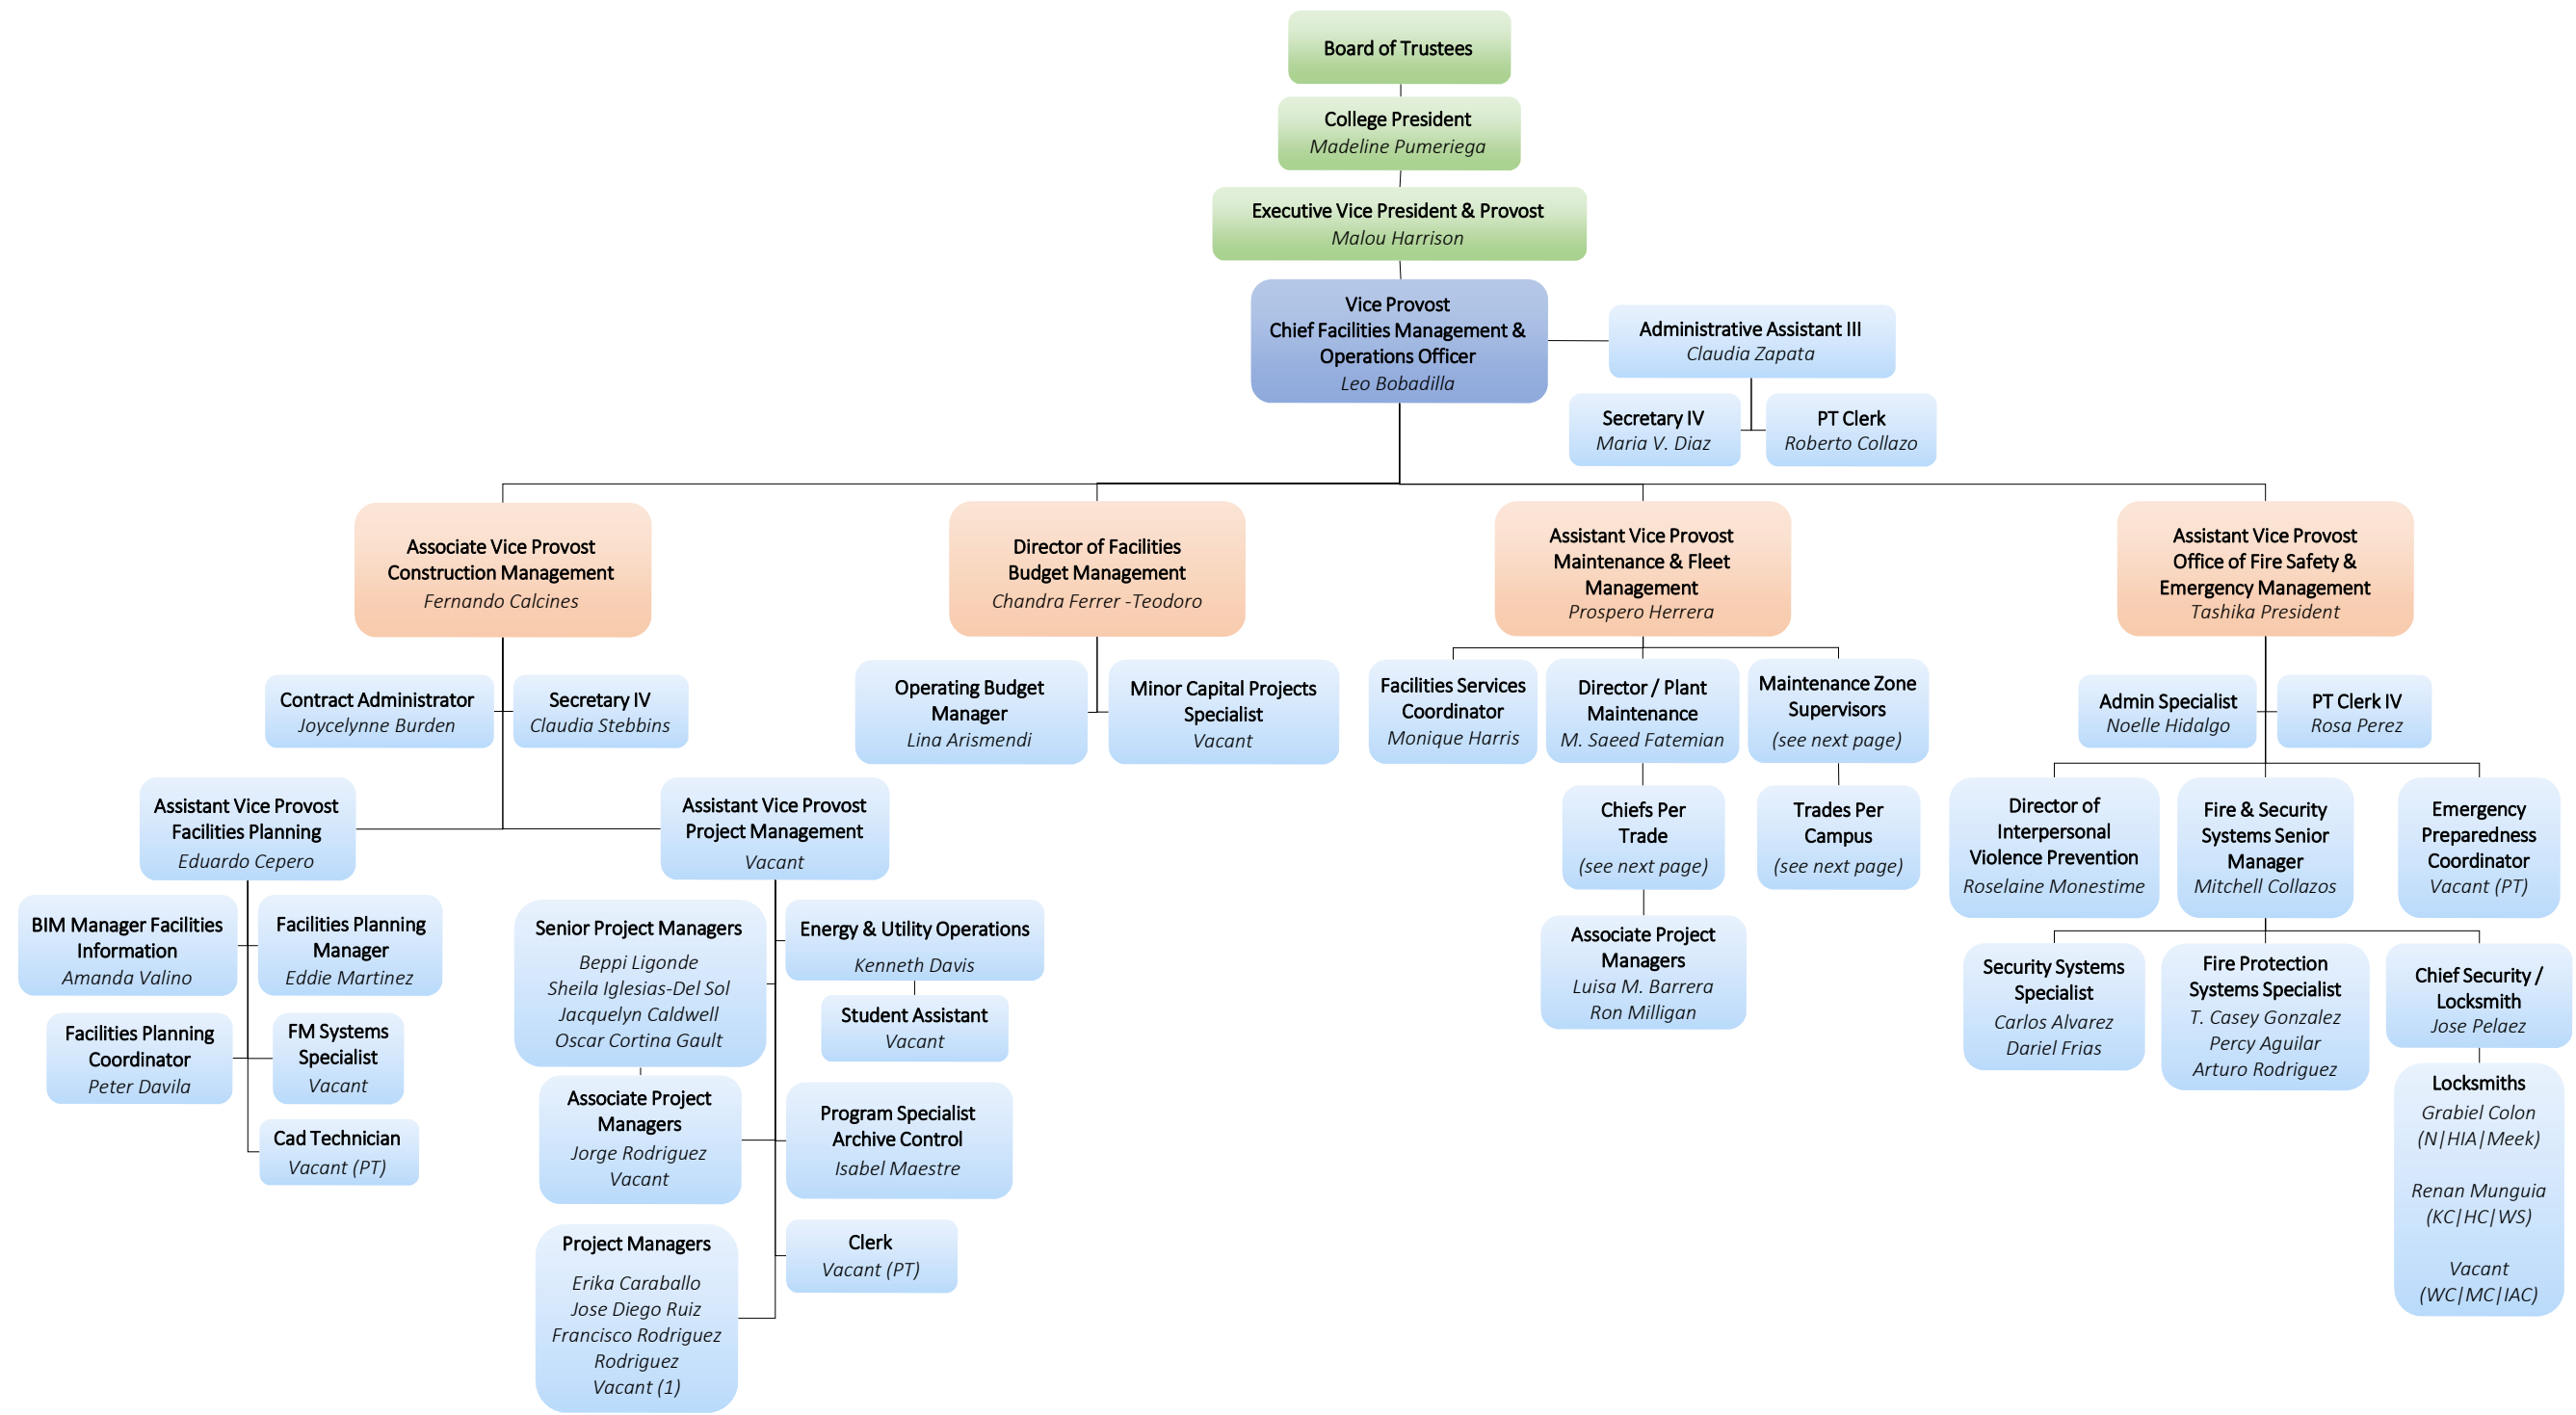 Board of Trustees
College President
Madeline Pumeriega
Executive Vice President & Provost
Malou Harrison
Vice Provost
Chief Facilities Management &
Operations Officer
Leo Bobadilla
Administrative Assistant III
Claudia Zapata
Secretary IV
Maria V. Diaz
PT Clerk
Roberto Collazo
Associate Vice Provost
Construction Management
Fernando Calcines
Director of Facilities
Budget Management
Chandra Ferrer -Teodoro
Assistant Vice Provost
Maintenance & Fleet
Management
Prospero Herrera
Assistant Vice Provost
Office of Fire Safety &
Emergency Management
Tashika President
Contract Administrator
Joycelynne Burden
Secretary IV
Claudia Stebbins
Operating Budget
Manager
Lina Arismendi
Minor Capital Projects
Specialist
Vacant
Facilities Services
Coordinator
Monique Harris
Director / Plant
Maintenance
M. Saeed Fatemian
Maintenance Zone
Supervisors
(see next page)
Admin Specialist
Noelle Hidalgo
PT Clerk IV
Rosa Perez
Assistant Vice Provost
Facilities Planning
Eduardo Cepero
Assistant Vice Provost
Project Management
Vacant
Chiefs Per
Trade
(see next page)
Trades Per
Campus
(see next page)
Director of
Interpersonal
Violence Prevention
Roselaine Monestime
Fire & Security
Systems Senior
Manager
Mitchell Collazos
Emergency
Preparedness
Coordinator
Vacant (PT)
BIM Manager Facilities
Information
Amanda Valino
Facilities Planning
Manager
Eddie Martinez
Senior Project Managers
Beppi Ligonde
Sheila Iglesias-Del Sol
Jacquelyn Caldwell
Oscar Cortina Gault
Energy & Utility Operations
Kenneth Davis
Student Assistant
Vacant
Associate Project
Managers
Luisa M. Barrera
Ron Milligan
Security Systems
Specialist
Carlos Alvarez
Dariel Frias
Fire Protection
Systems Specialist
T. Casey Gonzalez
Percy Aguilar
Arturo Rodriguez
Chief Security /
Locksmith
Jose Pelaez
Facilities Planning
Coordinator
Peter Davila
FM Systems
Specialist
Vacant
Cad Technician
Vacant (PT)
Associate Project
Managers
Jorge Rodriguez
Vacant
Program Specialist
Archive Control
Isabel Maestre
Locksmiths
Grabiel Colon
(N|HIA|Meek)
Renan Munguia
(KC|HC|WS)
Vacant
(WC|MC|IAC)
Project Managers
Erika Caraballo
Jose Diego Ruiz
Francisco Rodriguez
Rodriguez
Vacant (1)
Clerk
Vacant (PT)